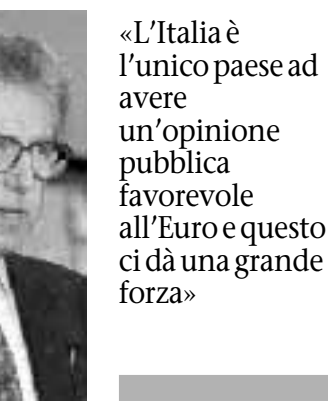 «L'Italia è
l'unico paese ad
avere
un'opinione
pubblica
favorevole
all'Euro e questo
ci dà una grande
forza»